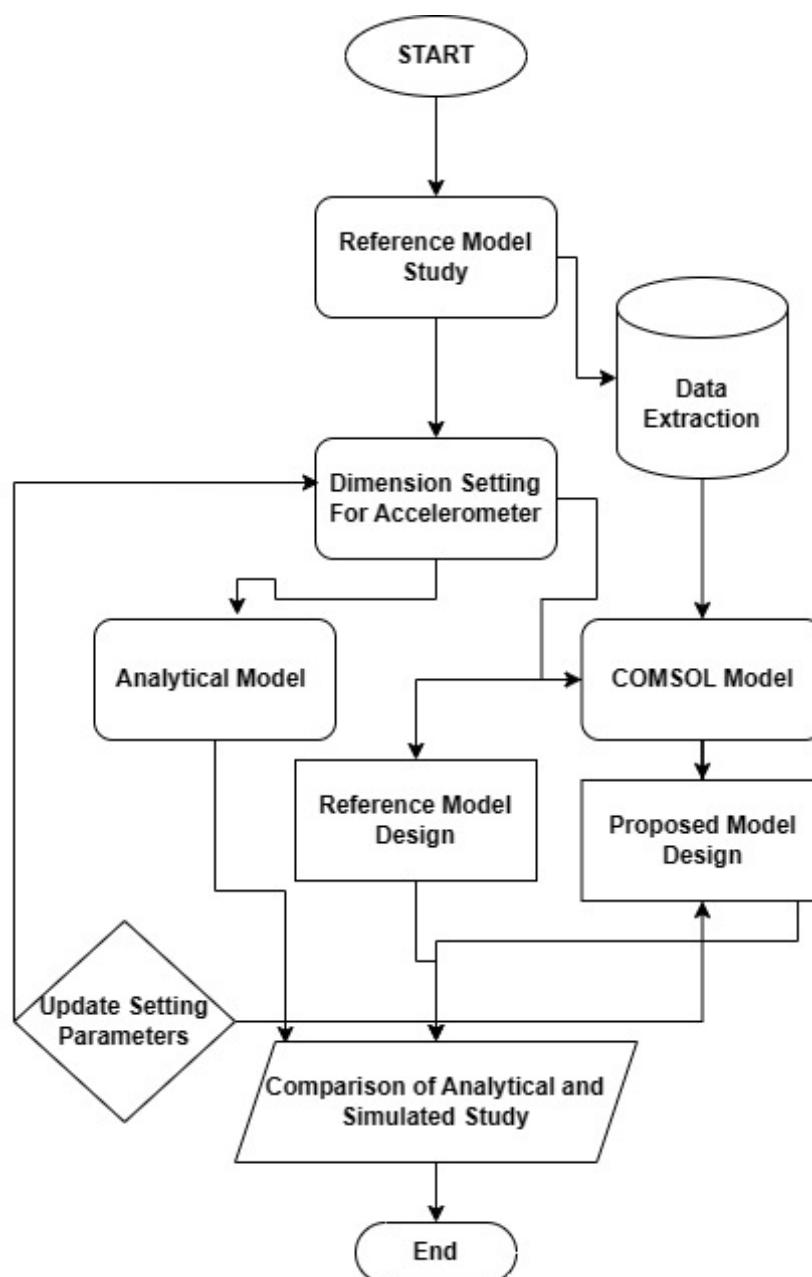 START
Reference Model
Study
Data
Extraction
Dimension Setting
For Accelerometer
Analytical Model
COMSOL Model
Reference Model
Design
Proposed Model
Design
Update Setting
Parameters
Comparison of Analytical and
Simulated Study
End